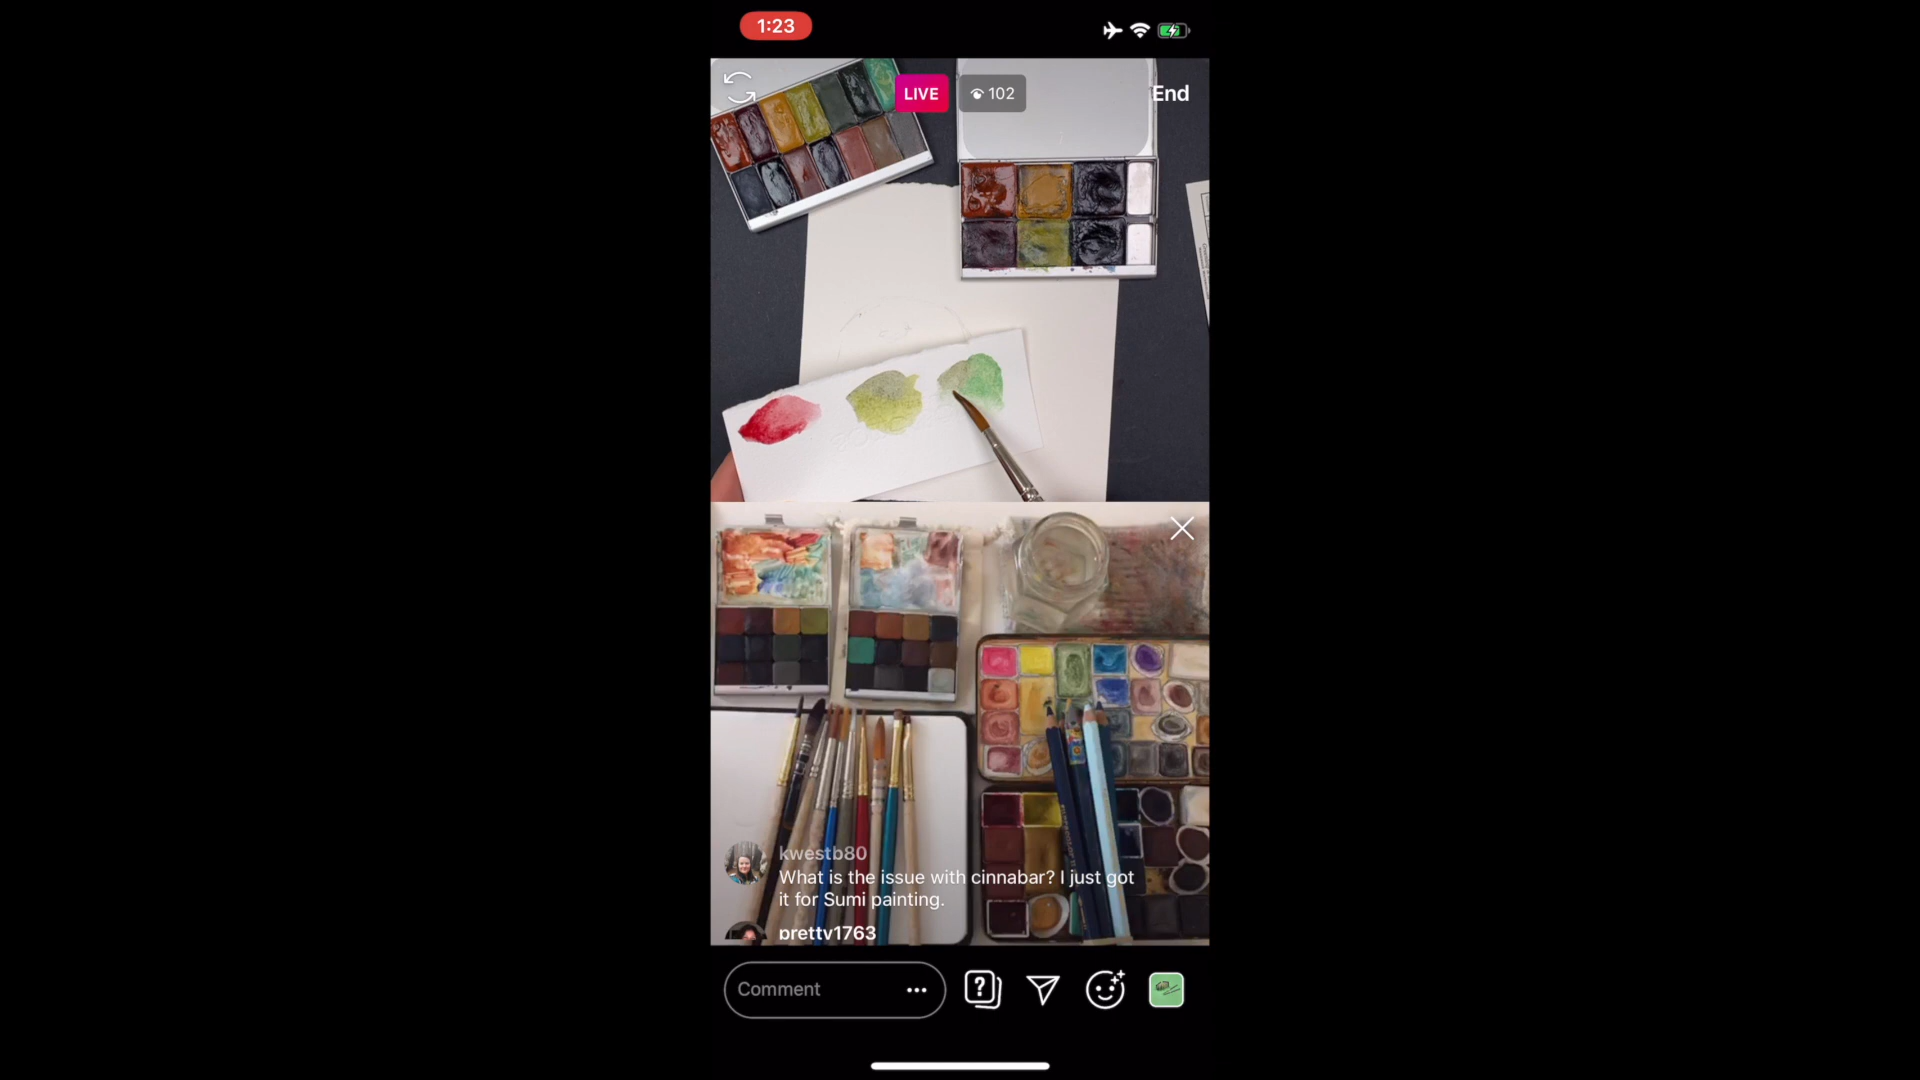 1:23
LIVE
102
End
kwestb80
What is the issue with cinnabar? I just got
it for Sumi painting.
pretty1763
Comment